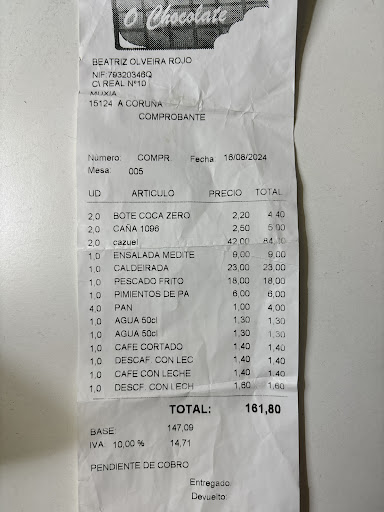 O Chocolate
BEATRIZ OLVEIRA ROJO
NIF:79320346Q
C\ REAL Nº10
MUXIA
15124 A CORUÑA
COMPROBANTE
Número: COMPR. Fecha: 16/08/2024
Mesa 005
UD ARTICULO PRECIO TOTAL
2,0 BOTE COCA ZERO 2,20 4,40
2,0 CAÑA 1096 2,50 5,00
2,0 cazuel 42,00 84,00
1,0 ENSALADA MEDITE 9,00 9,00
1,0 CALDEIRADA 23,00 23,00
1,0 PESCADO FRITO 18,00 18,00
1,0 PIMIENTOS DE PA 6,00 6,00
4,0 PAN 1,00 4,00
1,0 AGUA 50cl 1,30 1,30
1,0 AGUA 50cl 1,30 1,30
1,0 CAFE CORTADO 1,40 1,40
1,0 DESCAF. CON LEC 1,40 1,40
1,0 CAFE CON LECHE 1,40 1,40
1,0 DESCF. CON LECH 1,60 1,60
TOTAL: 161,80
BASE: 147,09
IVA: 10,00 % 14,71
PENDIENTE DE COBRO
Entregado:
Devuelto: